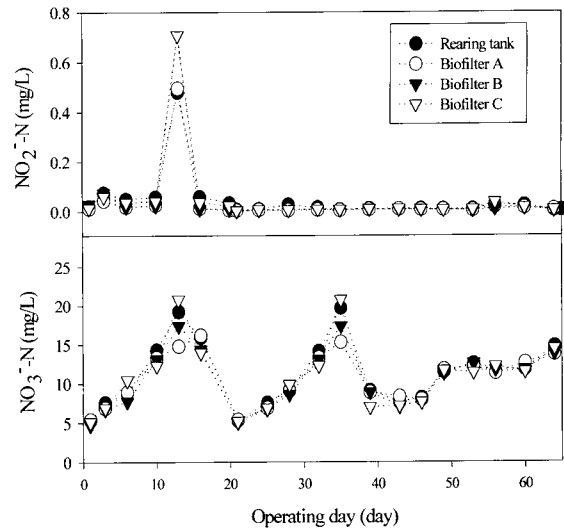 0.8
0.6
0.4
0.2
0.0
NO2⁻-N (mg/L)
Rearing tank
Biofilter A
Biofilter B
Biofilter C
25
20
15
10
5
0
NO3⁻-N (mg/L)
0 10 20 30 40 50 60
Operating day (day)